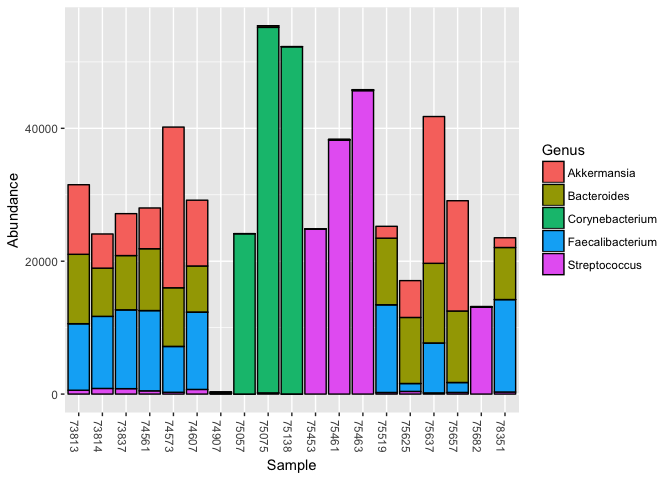 Abundance
40000
20000
0
73813
73814
73837
74561
74573
74607
74907
75057
75075
75138
75453
75461
75463
75519
75625
75637
75657
75682
78351
Sample
Genus
Akkermansia
Bacteroides
Corynebacterium
Faecalibacterium
Streptococcus